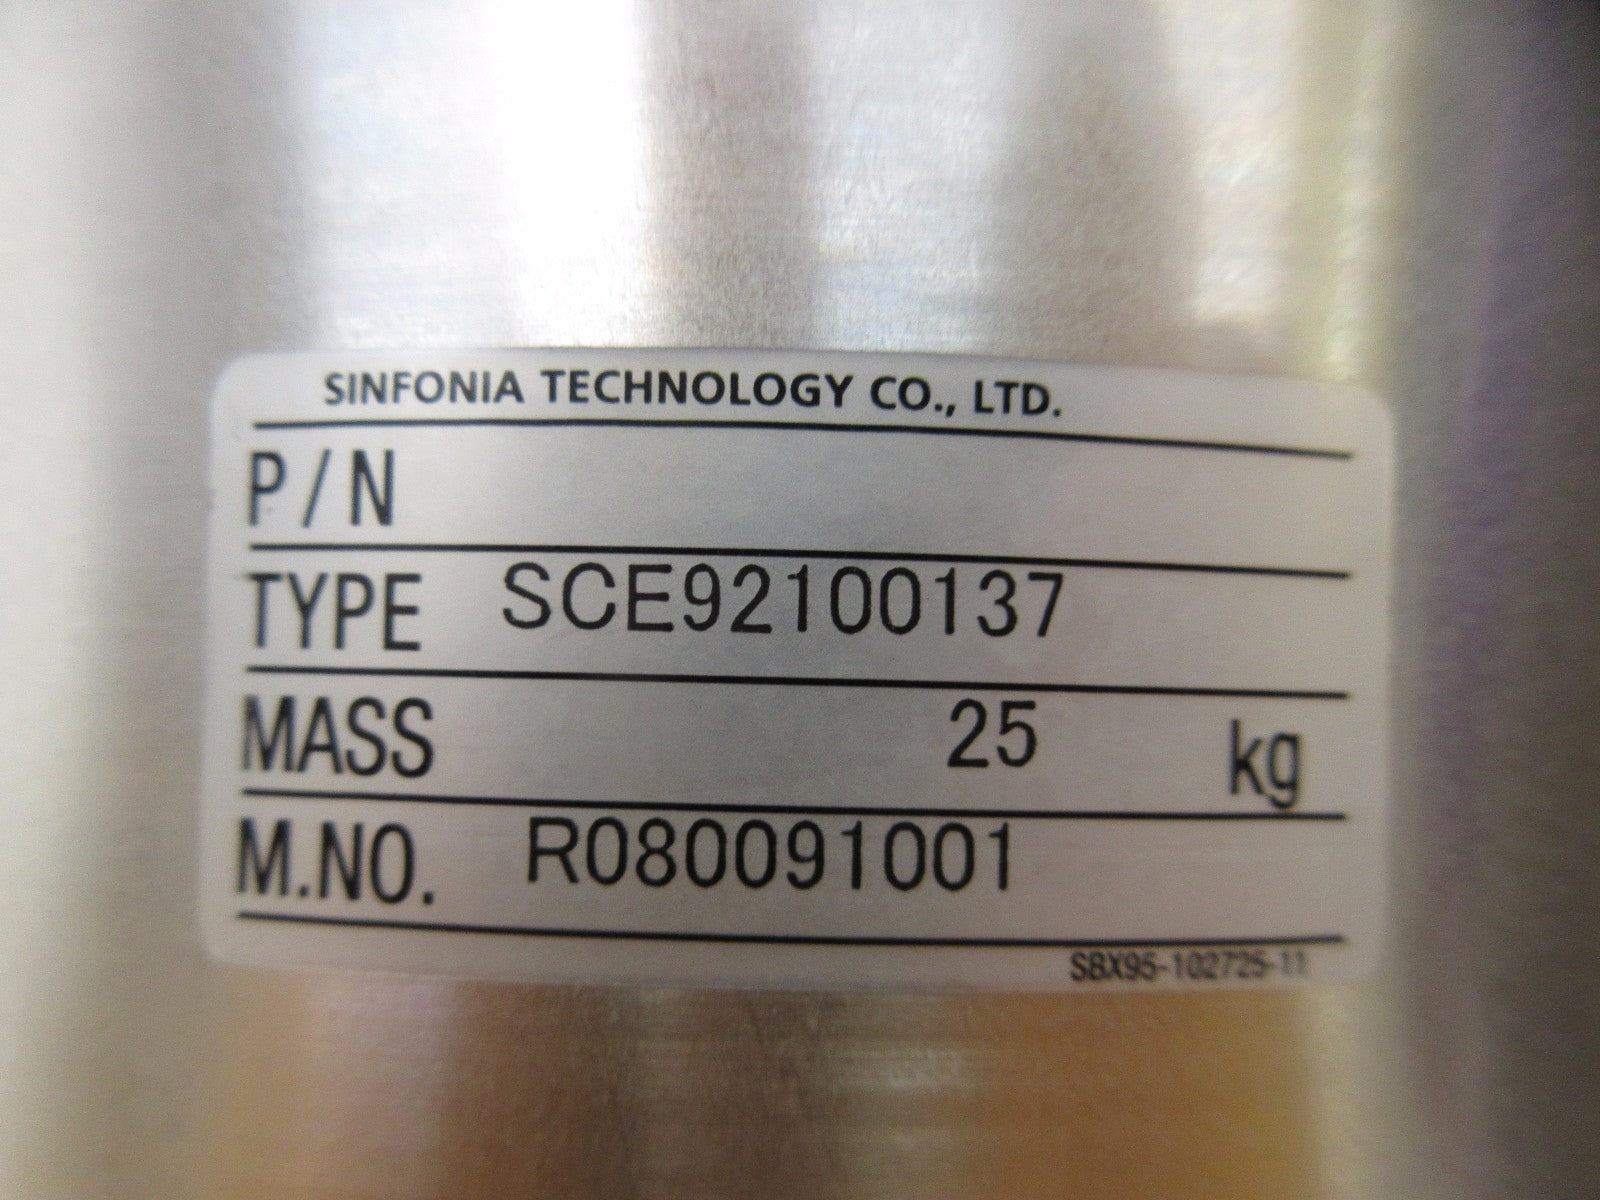 SINFONIA TECHNOLOGY CO., LTD.
P/N
TYPE SCE92100137
MASS 25 kg
M.NO. R080091001
SBX95-102725-11